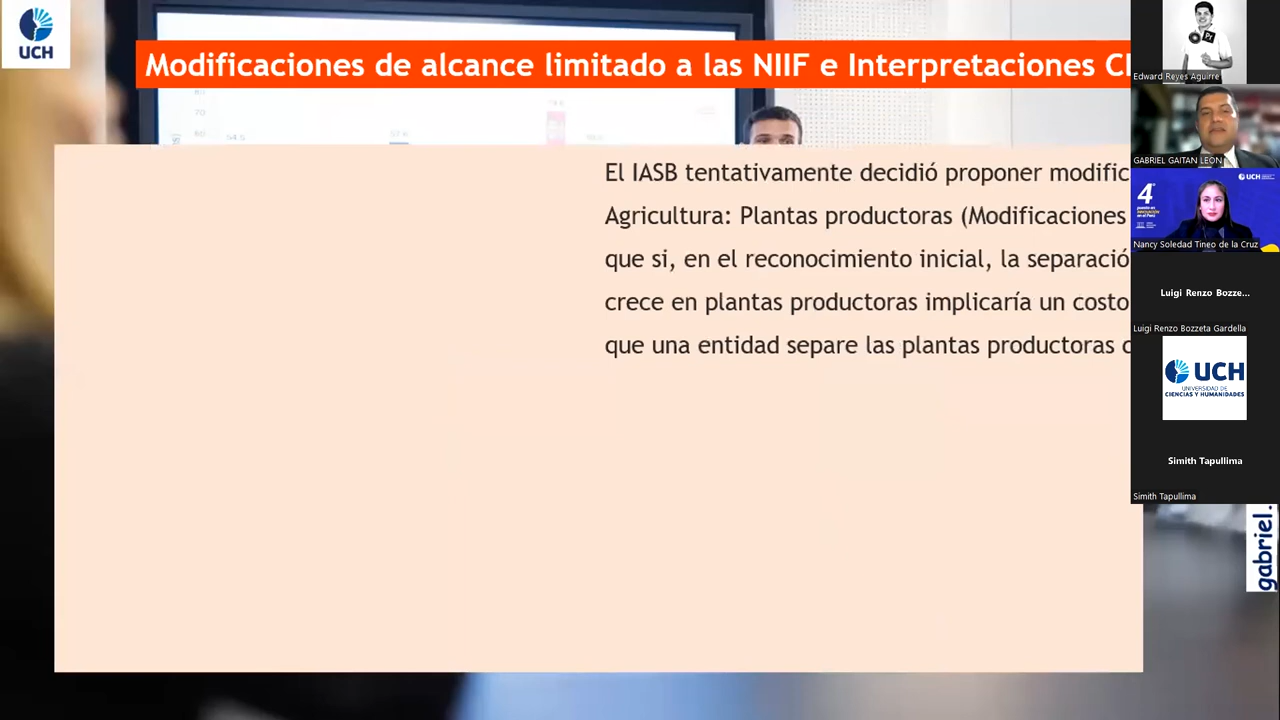 UCH
Modificaciones de alcance limitado a las NIIF e Interpretaciones
El IASB tentativamente decidió proponer modific
Agricultura: Plantas productoras (Modificaciones
que si, en el reconocimiento inicial, la separació
crece en plantas productoras implicaría un costo
que una entidad separe las plantas productoras
Edward Reyes Aguirre
GABRIEL GAITAN LEON
UCH
4
Nancy Soledad Tineo de la Cruz
Luigi Renzo Bozze...
Luigi Renzo Bozzeta Gardella
UCH
UNIVERSIDAD DE
CIENCIAS Y HUMANIDADES
Simith Tapullima
Simith Tapullima
gabriel.